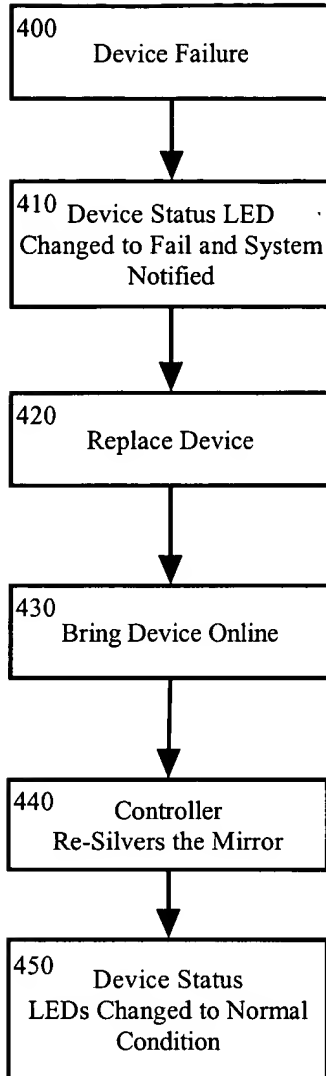 400
Device Failure
410
Device Status LED
Changed to Fail and System
Notified
420
Replace Device
430
Bring Device Online
440
Controller
Re-Silvers the Mirror
450
Device Status
LEDs Changed to Normal
Condition